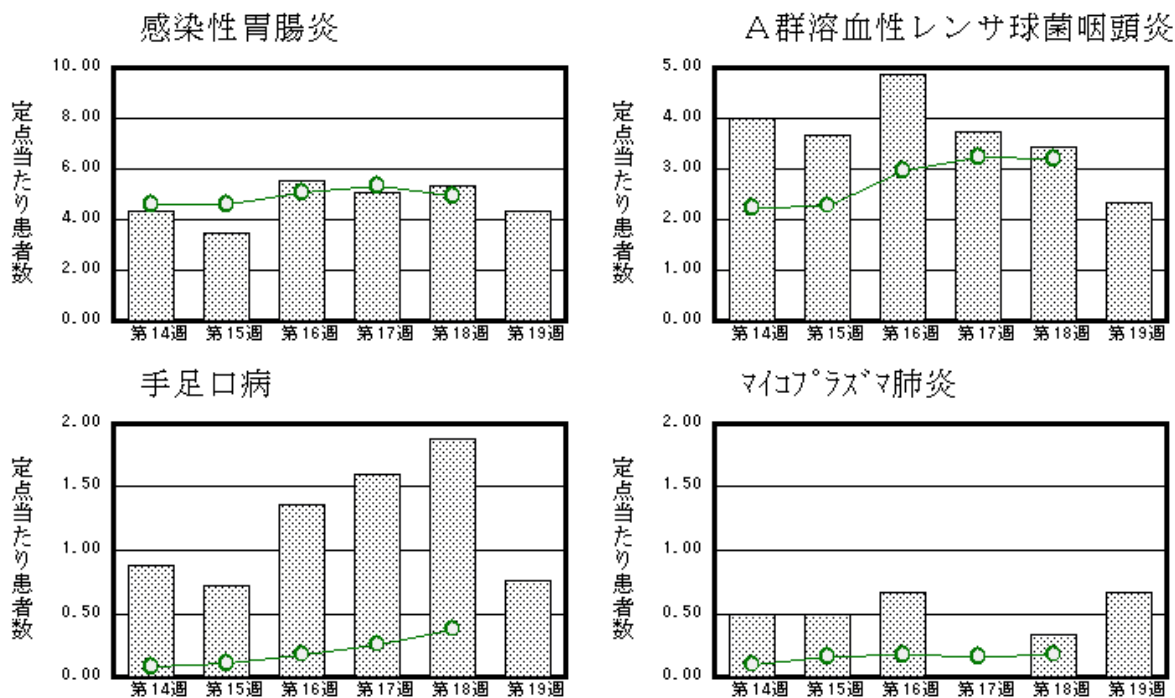 感染性胃腸炎
定点当たり患者数
10.00
8.00
6.00
4.00
2.00
0.00
第14週 第15週 第16週 第17週 第18週 第19週
A群溶血性レンサ球菌咽頭炎
定点当たり患者数
5.00
4.00
3.00
2.00
1.00
0.00
第14週 第15週 第16週 第17週 第18週 第19週
手足口病
定点当たり患者数
2.00
1.50
1.00
0.50
0.00
第14週 第15週 第16週 第17週 第18週 第19週
ﾏｲｺﾌﾟﾗｽﾞﾏ肺炎
定点当たり患者数
2.00
1.50
1.00
0.50
0.00
第14週 第15週 第16週 第17週 第18週 第19週